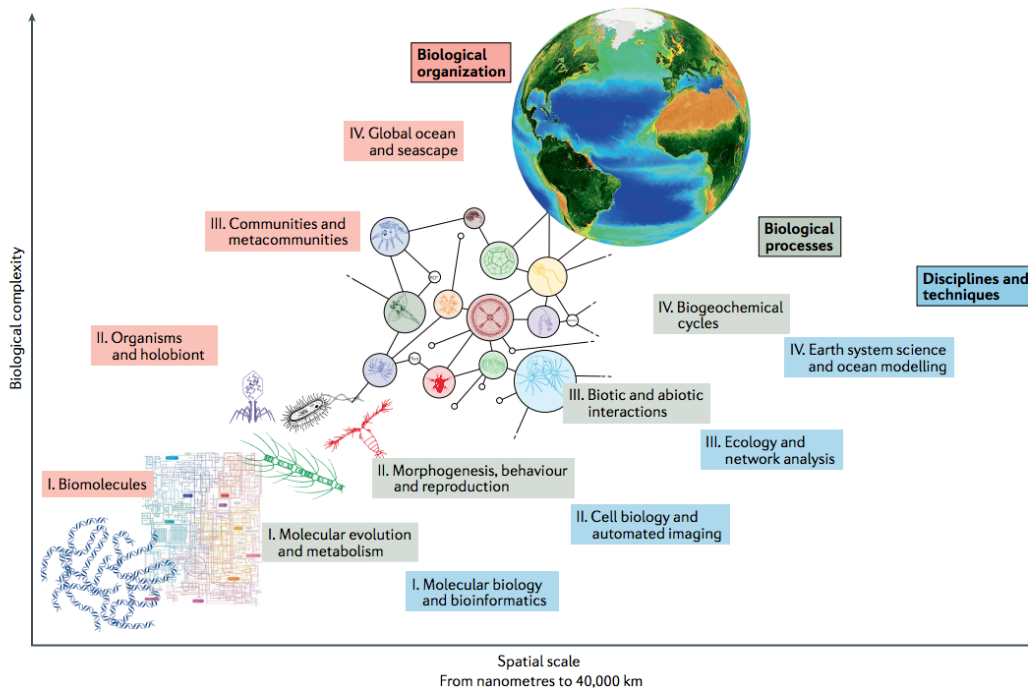 Biological
organization
IV. Global ocean
and seascape
III. Communities and
metacommunities
Biological
processes
Disciplines and
techniques
Biological complexity
II. Organisms
and holobiont
IV. Biogeochemical
cycles
IV. Earth system science
and ocean modelling
III. Biotic and abiotic
interactions
III. Ecology and
network analysis
I. Biomolecules
II. Morphogenesis, behaviour
and reproduction
II. Cell biology and
automated imaging
I. Molecular evolution
and metabolism
I. Molecular biology
and bioinformatics
Spatial scale
From nanometres to 40,000 km